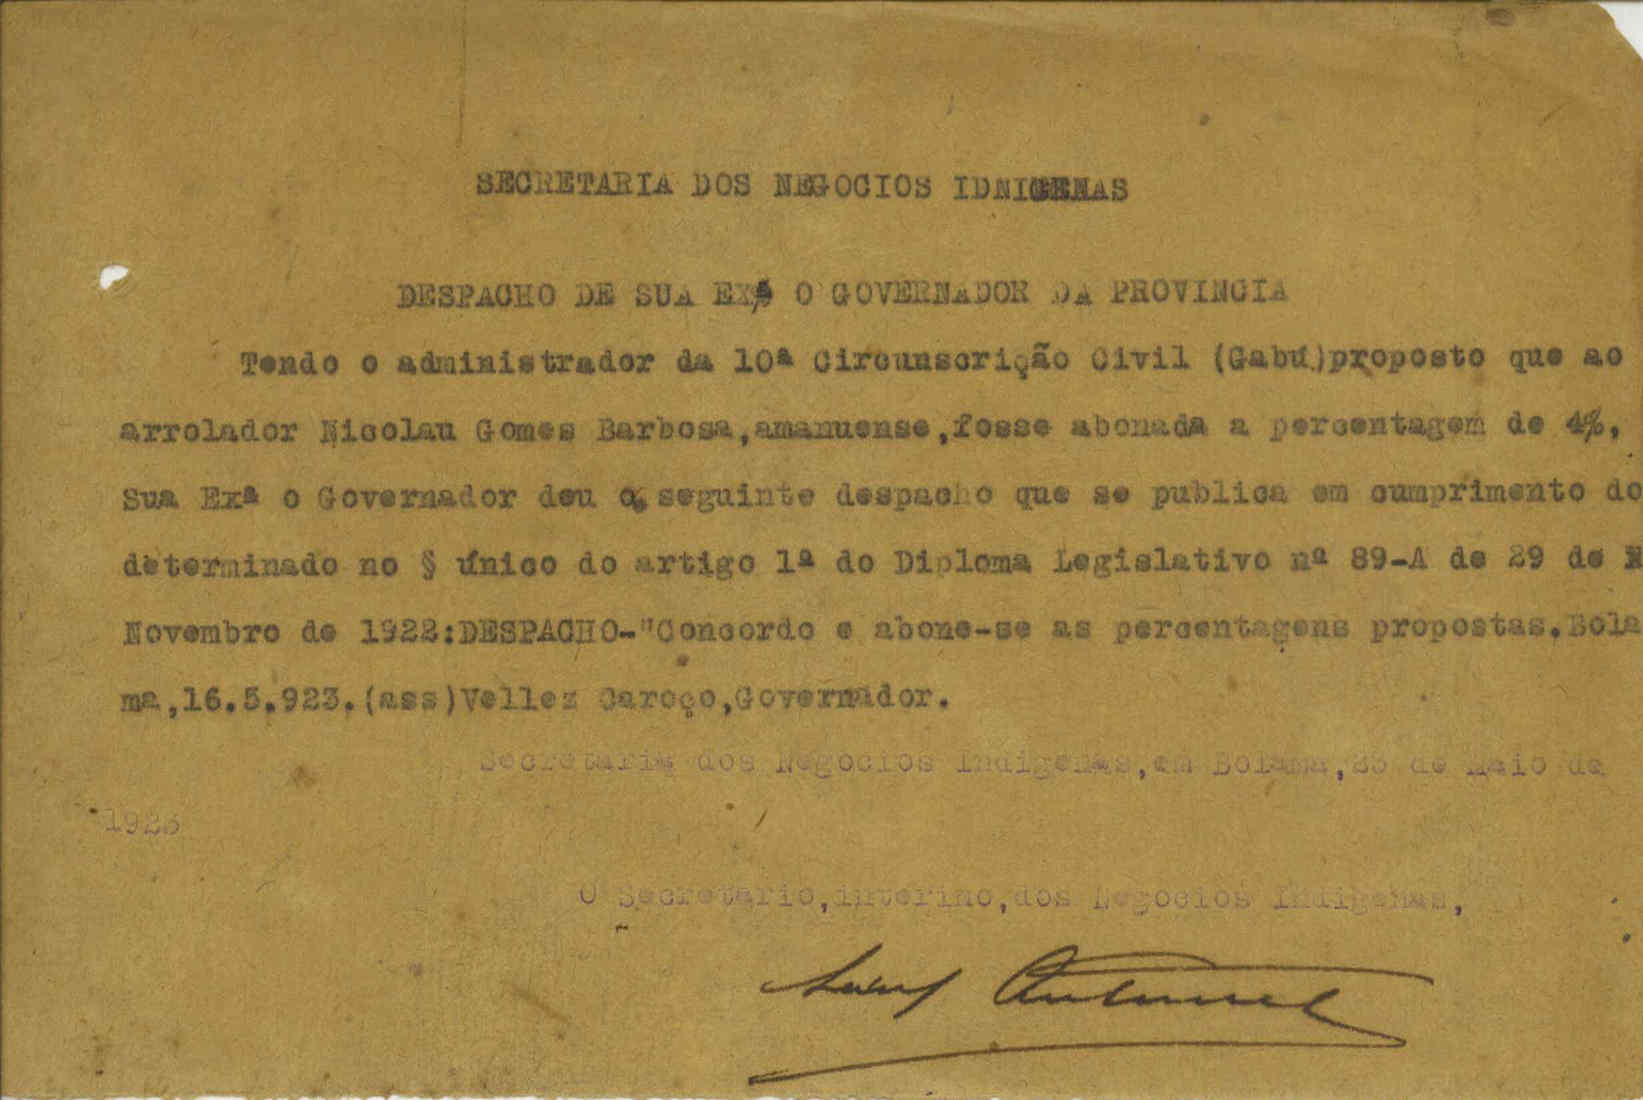 SECRETARIA DOS NEGOCIOS IDNIGENAS
DESPACHO DE SUA EXª O GOVERNADOR DA PROVINCIA
Tendo o administrador da 10ª Circunscrição Civil (Gabú)proposto que ao
arrolador Nicolau Gomes Barbosa,amanuense,fosse abonada a percentagem de 4%,
Sua Exª o Governador deu o seguinte despacho que se publica em cumprimento do
determinado no § único do artigo 1ª do Diploma Legislativo nª 89-A de 29 de N
Novembro de 1922:DESPACHO-"Concordo e abone-se as percentagens propostas.Bola
ma,16.5.923.(ass)Vellez Caroço,Governador.
Secretaria dos Negocios Indigenas,em Bolama, de Maio de
1923
O Secretario,interino,dos Negocios Indigenas,